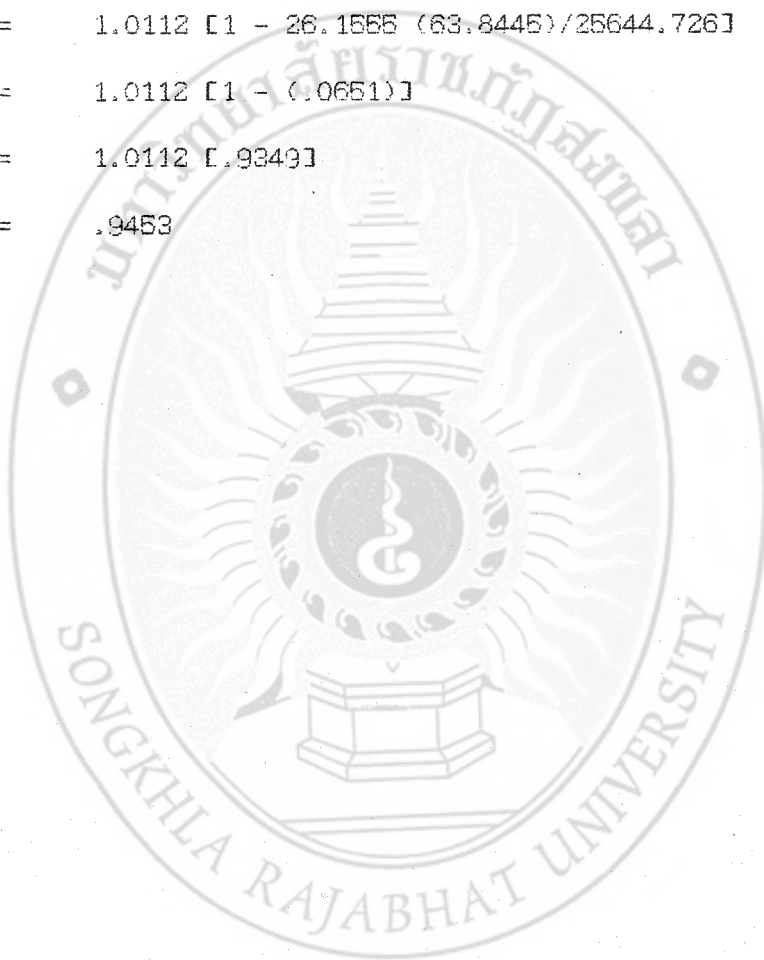 = 1.0112 [1 - 26.1555 (63.8445)/25644.726]
= 1.0112 [1 - (.0651)]
= 1.0112 [.9349]
= .9453
มหาวิทยาลัยราชภัฏสงขลา
SONGKHLA RAJABHAT UNIVERSITY